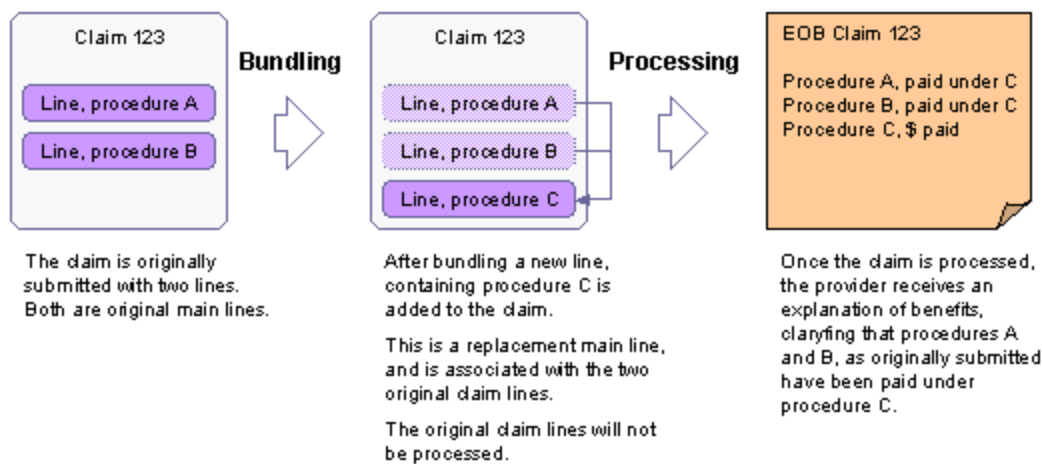 Claim 123
Line, procedure A
Line, procedure B
The claim is originally
submitted with two lines.
Both are original main lines.
Bundling
Claim 123
Line, procedure A
Line, procedure B
Line, procedure C
After bundling a new line,
containing procedure C is
added to the claim.
This is a replacement main line,
and is associated with the two
original claim lines.
The original claim lines will not
be processed.
Processing
EOB Claim 123
Procedure A, paid under C
Procedure B, paid under C
Procedure C, $ paid
Once the claim is processed,
the provider receives an
explanation of benefits,
claryfing that procedures A
and B, as originally submitted
have been paid under
procedure C.